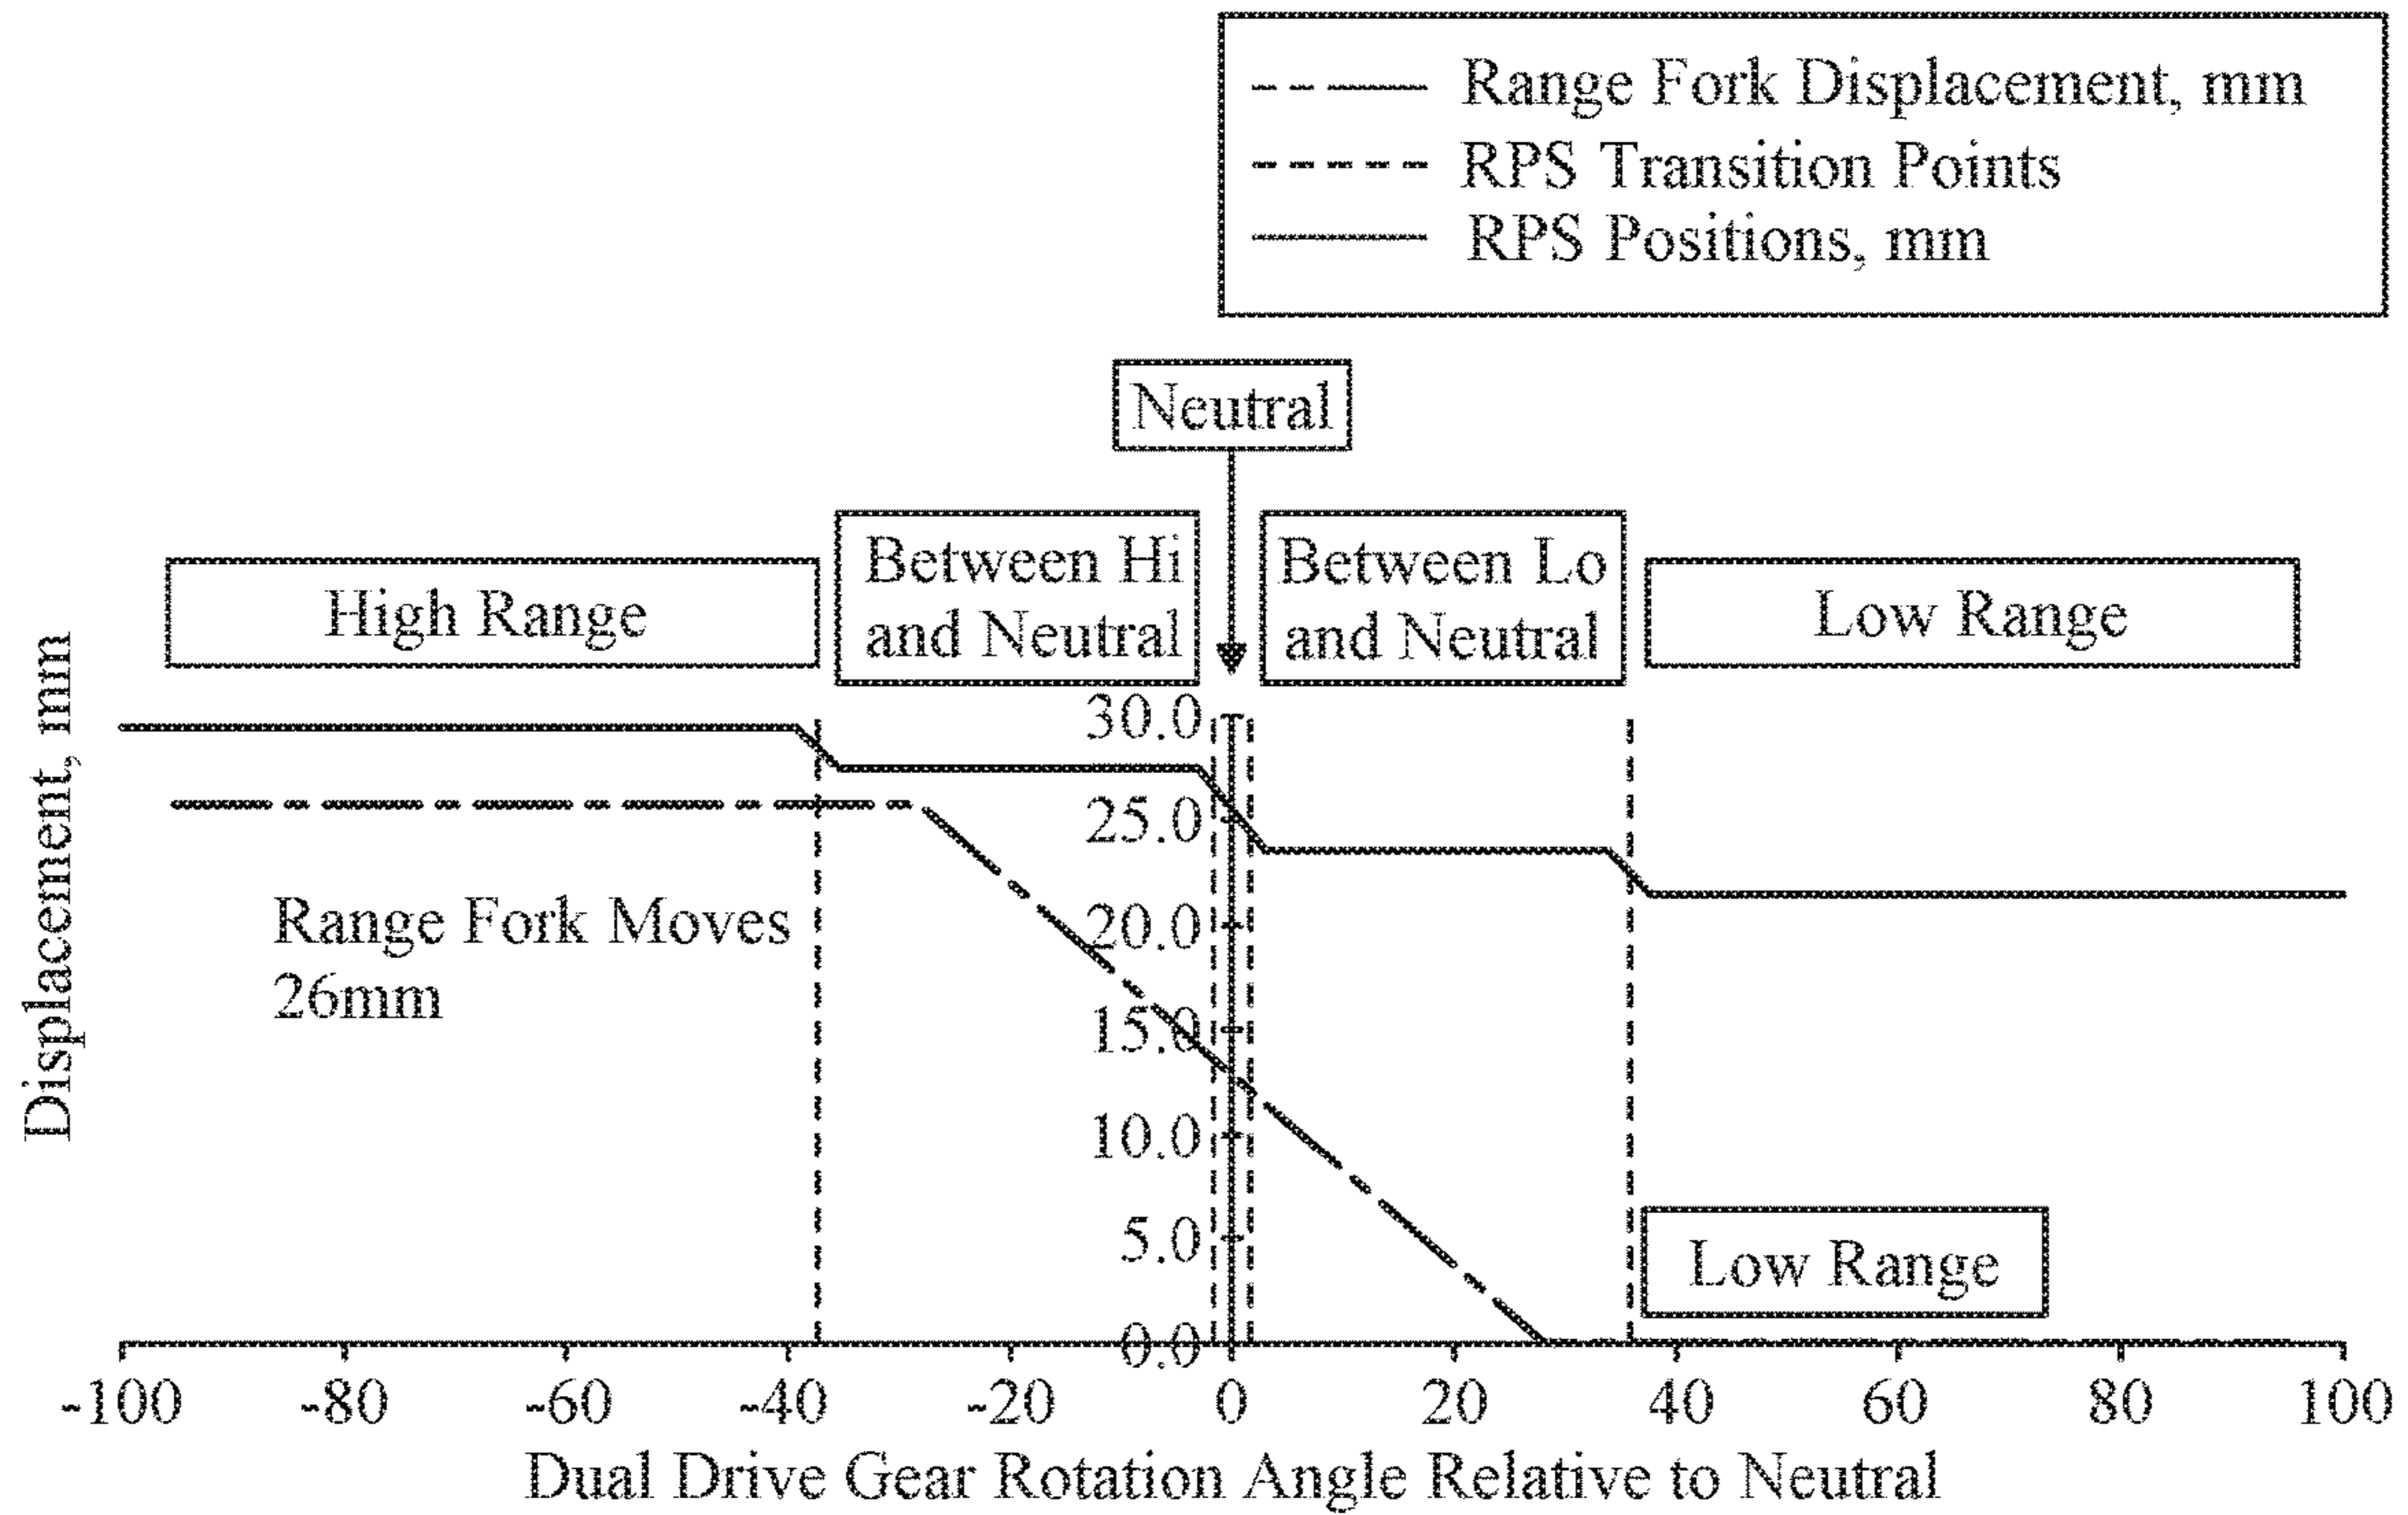 Range Fork Displacement, mm
RPS Transition Points
RPS Positions, mm
Neutral
High Range
Between Hi
and Neutral
Between Lo
and Neutral
Low Range
Displacement, mm
30.0
25.0
20.0
15.0
10.0
5.0
0.0
Range Fork Moves
26mm
Low Range
-100 -80 -60 -40 -20 0 20 40 60 80 100
Dual Drive Gear Rotation Angle Relative to Neutral